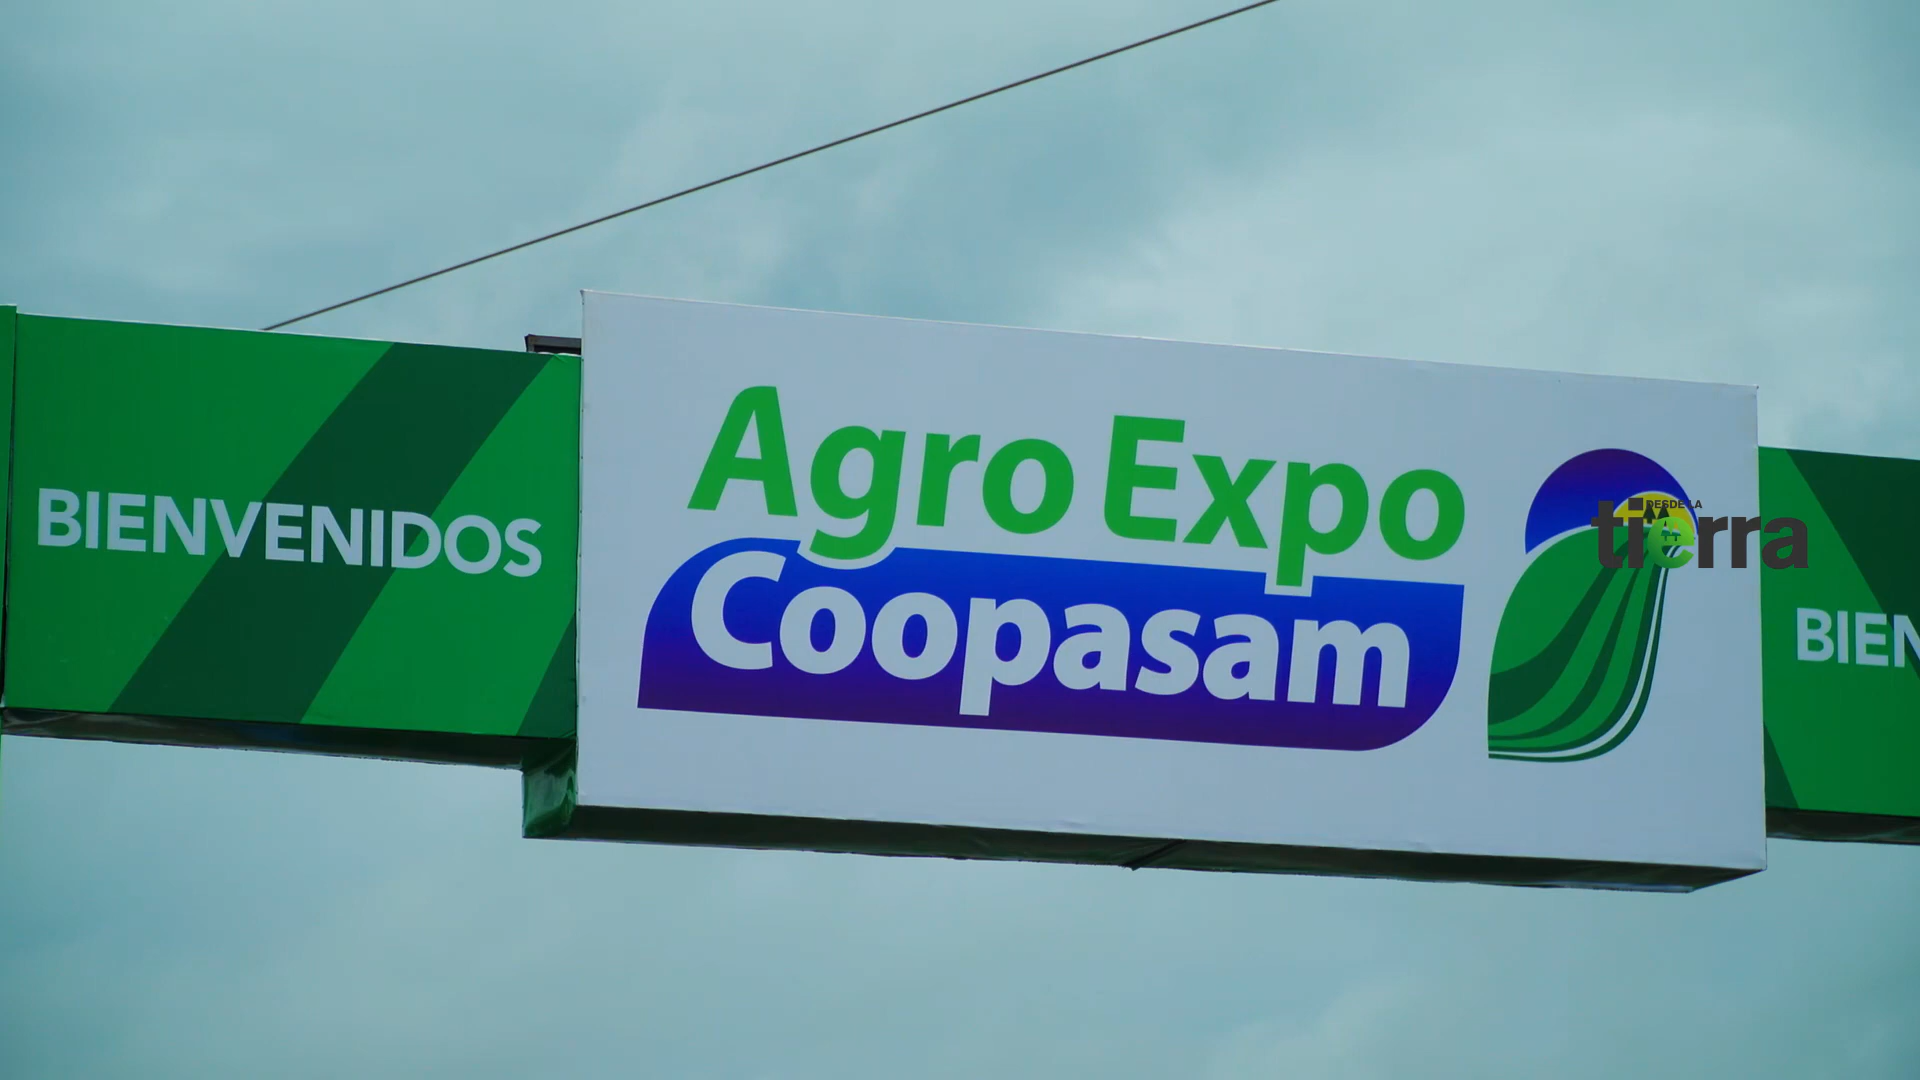 BIENVENIDOS
Agro Expo
Coopasam
DESDE LA
tierra
BIEN